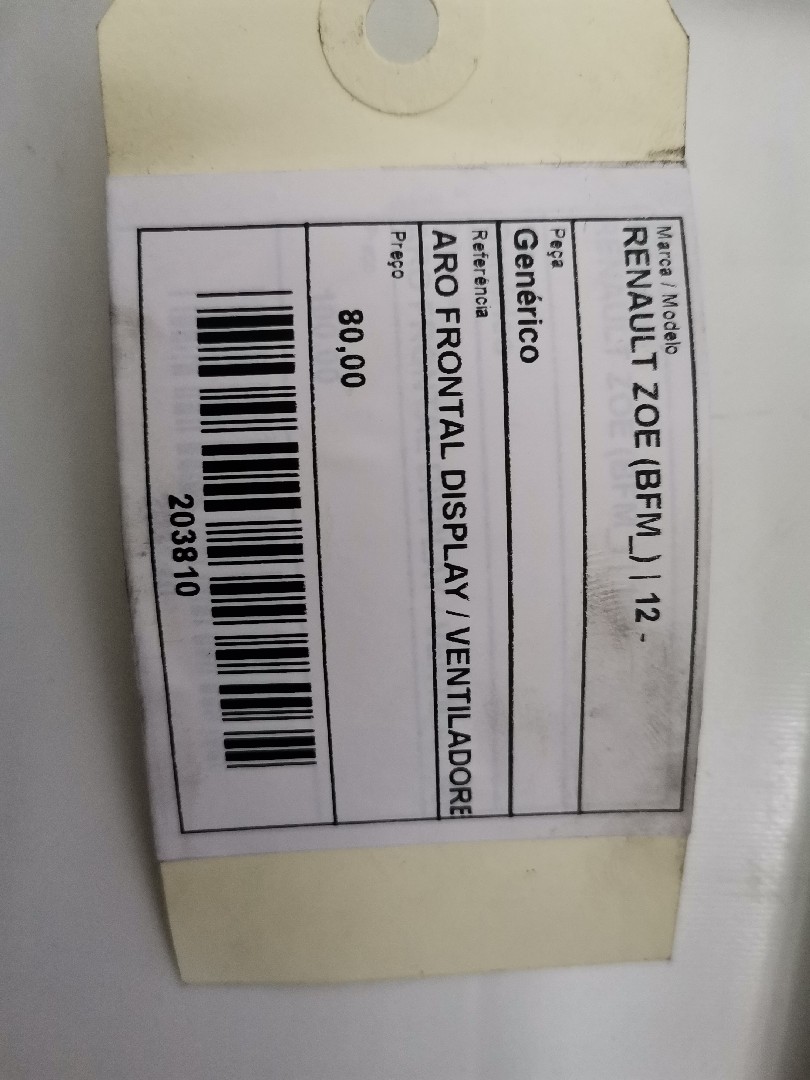 Marca / Modelo
RENAULT ZOE (BFM_) | 12 -
Peça
Genérico
Referência
ARO FRONTAL DISPLAY / VENTILADORE
Preço
80,00
203810